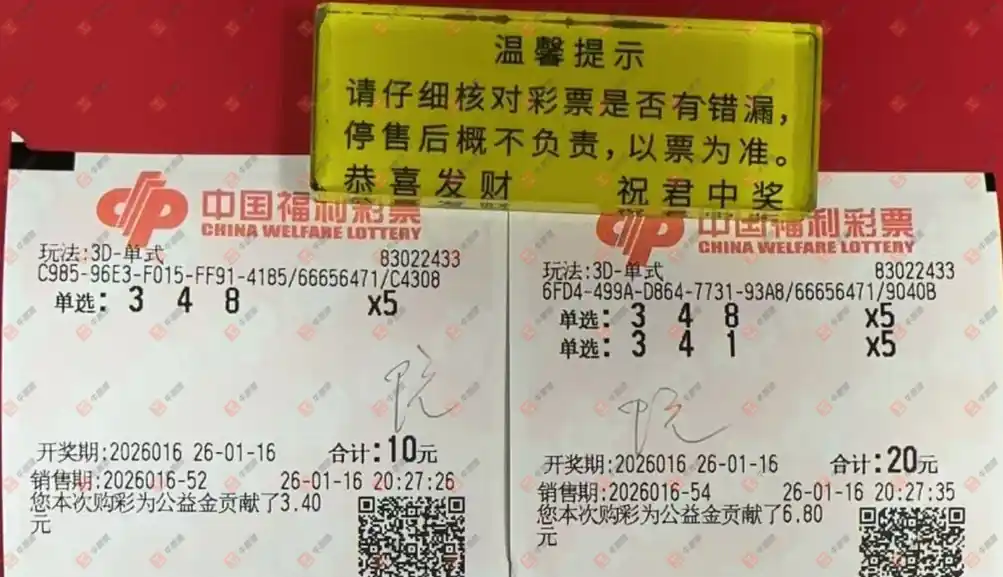 温馨提示
请仔细核对彩票是否有错漏,
停售后概不负责,以票为准。
恭喜发财 祝君中奖
中国福利彩票
CHINA WELFARE LOTTERY
玩法:3D-单式 83022433
C985-96E3-F015-FF91-4185/66656471/C4308
单选: 3 4 8 x5
开奖期:2026016 26-01-16 合计:10元
销售期:2026016-52 26-01-16 20:27:26
您本次购彩为公益金贡献了3.40
元
中国福利彩票
CHINA WELFARE LOTTERY
玩法:3D-单式 83022433
6FD4-499A-D864-7731-93A8/66656471/9040B
单选: 3 4 8 x5
单选: 3 4 1 x5
开奖期:2026016 26-01-16 合计:20元
销售期:2026016-54 26-01-16 20:27:35
您本次购彩为公益金贡献了6.80
元